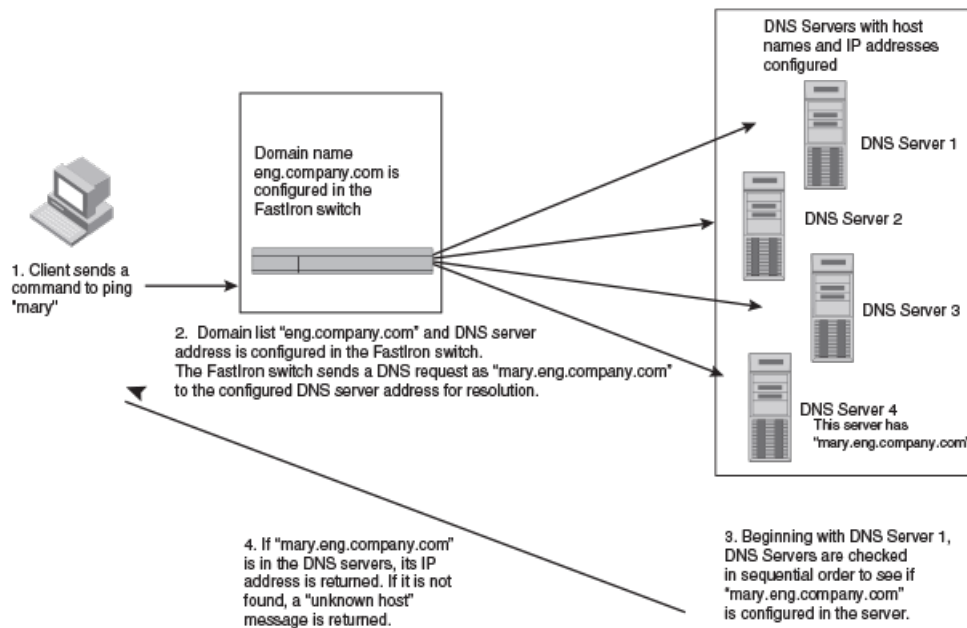 DNS Servers with host
names and IP addresses
configured
DNS Server 1
DNS Server 2
DNS Server 3
DNS Server 4
This server has
"mary.eng.company.com"
Domain name
eng.company.com is
configured in the
FastIron switch
1. Client sends a
command to ping
"mary"
2. Domain list "eng.company.com" and DNS server
address is configured in the FastIron switch.
The FastIron switch sends a DNS request as "mary.eng.company.com"
to the configured DNS server address for resolution.
3. Beginning with DNS Server 1,
DNS Servers are checked
in sequential order to see if
"mary.eng.company.com"
is configured in the server.
4. If "mary.eng.company.com"
is in the DNS servers, its IP
address is returned. If it is not
found, a "unknown host"
message is returned.